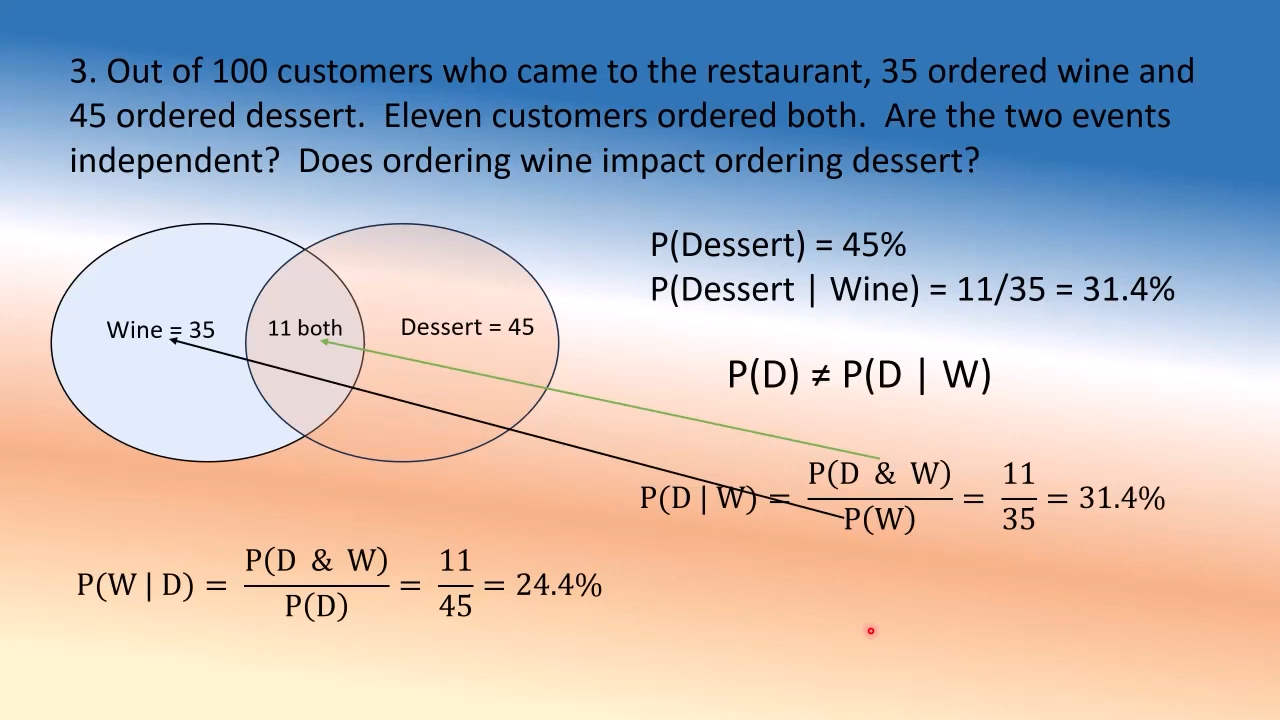 3. Out of 100 customers who came to the restaurant, 35 ordered wine and
45 ordered dessert.  Eleven customers ordered both.  Are the two events
independent?  Does ordering wine impact ordering dessert?
Wine = 35
11 both
Dessert = 45
P(Dessert) = 45%
P(Dessert | Wine) = 11/35 = 31.4%
P(D) ≠ P(D | W)
P(D | W) = P(D & W) / P(W) = 11 / 35 = 31.4%
P(W | D) = P(D & W) / P(D) = 11 / 45 = 24.4%